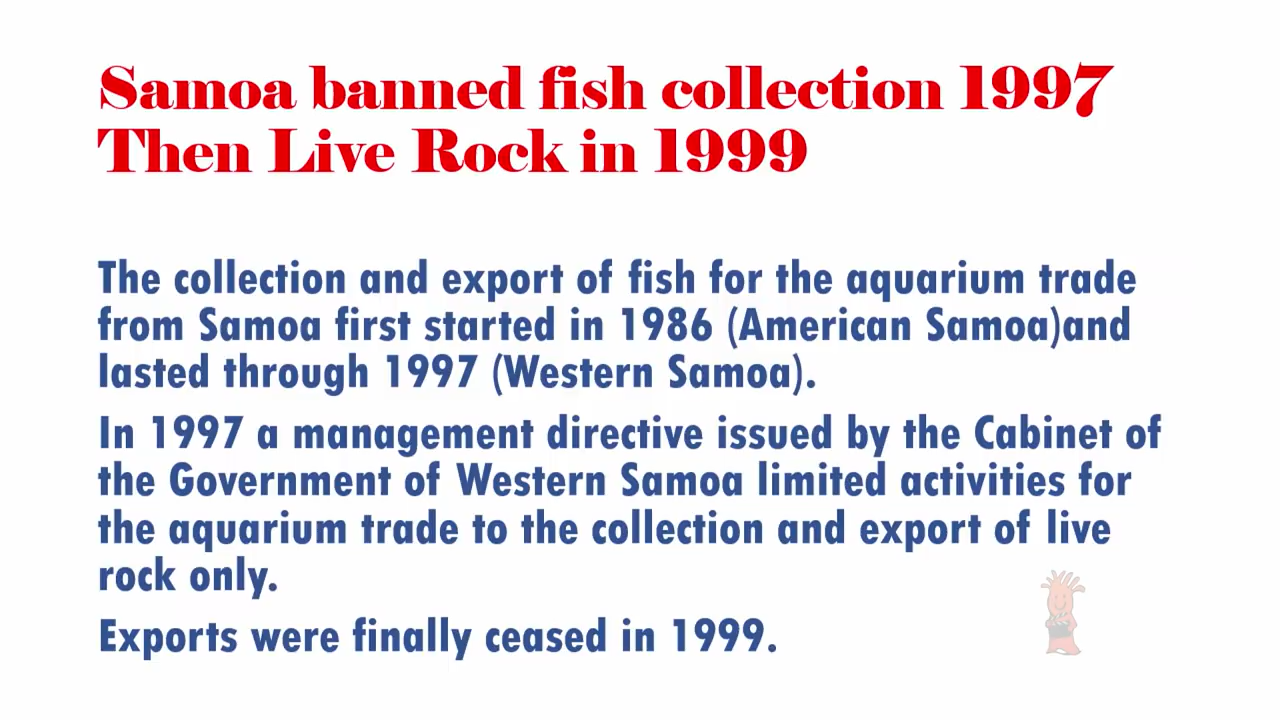 Samoa banned fish collection 1997
Then Live Rock in 1999
The collection and export of fish for the aquarium trade
from Samoa first started in 1986 (American Samoa)and
lasted through 1997 (Western Samoa).
In 1997 a management directive issued by the Cabinet of
the Government of Western Samoa limited activities for
the aquarium trade to the collection and export of live
rock only.
Exports were finally ceased in 1999.